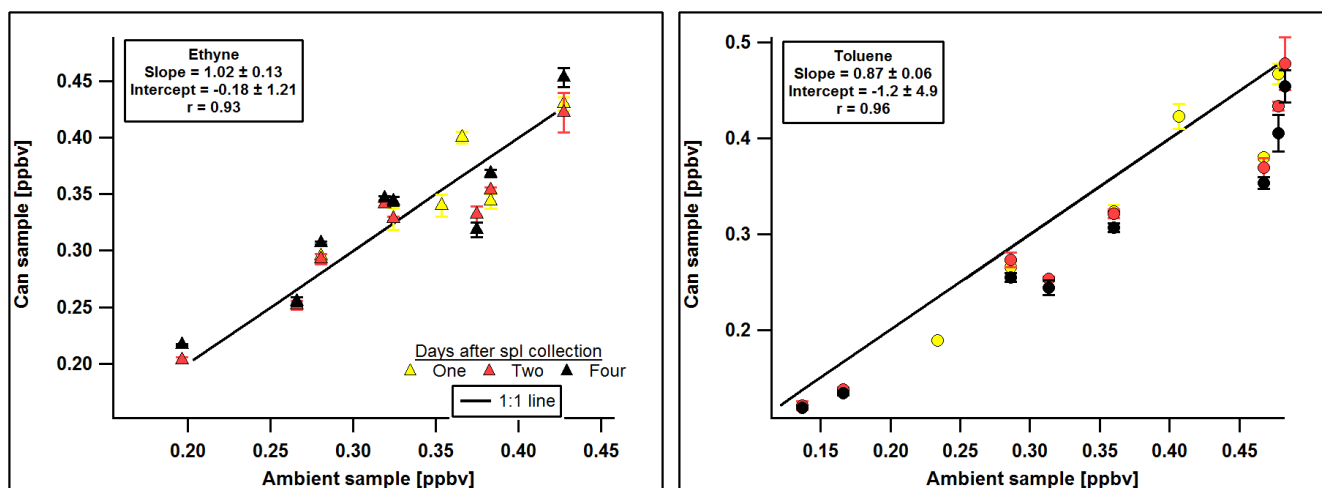 Ethyne
Slope = 1.02 ± 0.13
Intercept = -0.18 ± 1.21
r = 0.93
0.45
0.40
0.35
0.30
0.25
0.20
Can sample [ppbv]
Days after spl collection
One Two Four
1:1 line
0.20 0.25 0.30 0.35 0.40 0.45
Ambient sample [ppbv]
Toluene
Slope = 0.87 ± 0.06
Intercept = -1.2 ± 4.9
r = 0.96
0.5
0.4
0.3
0.2
Can sample [ppbv]
0.15 0.20 0.25 0.30 0.35 0.40 0.45
Ambient sample [ppbv]